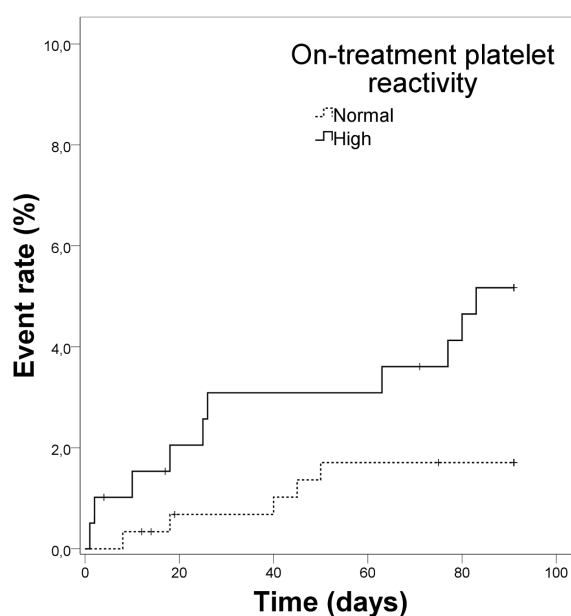 10,0
8,0
6,0
4,0
2,0
0,0
Event rate (%)
On-treatment platelet
reactivity
Normal
High
0 20 40 60 80 100
Time (days)